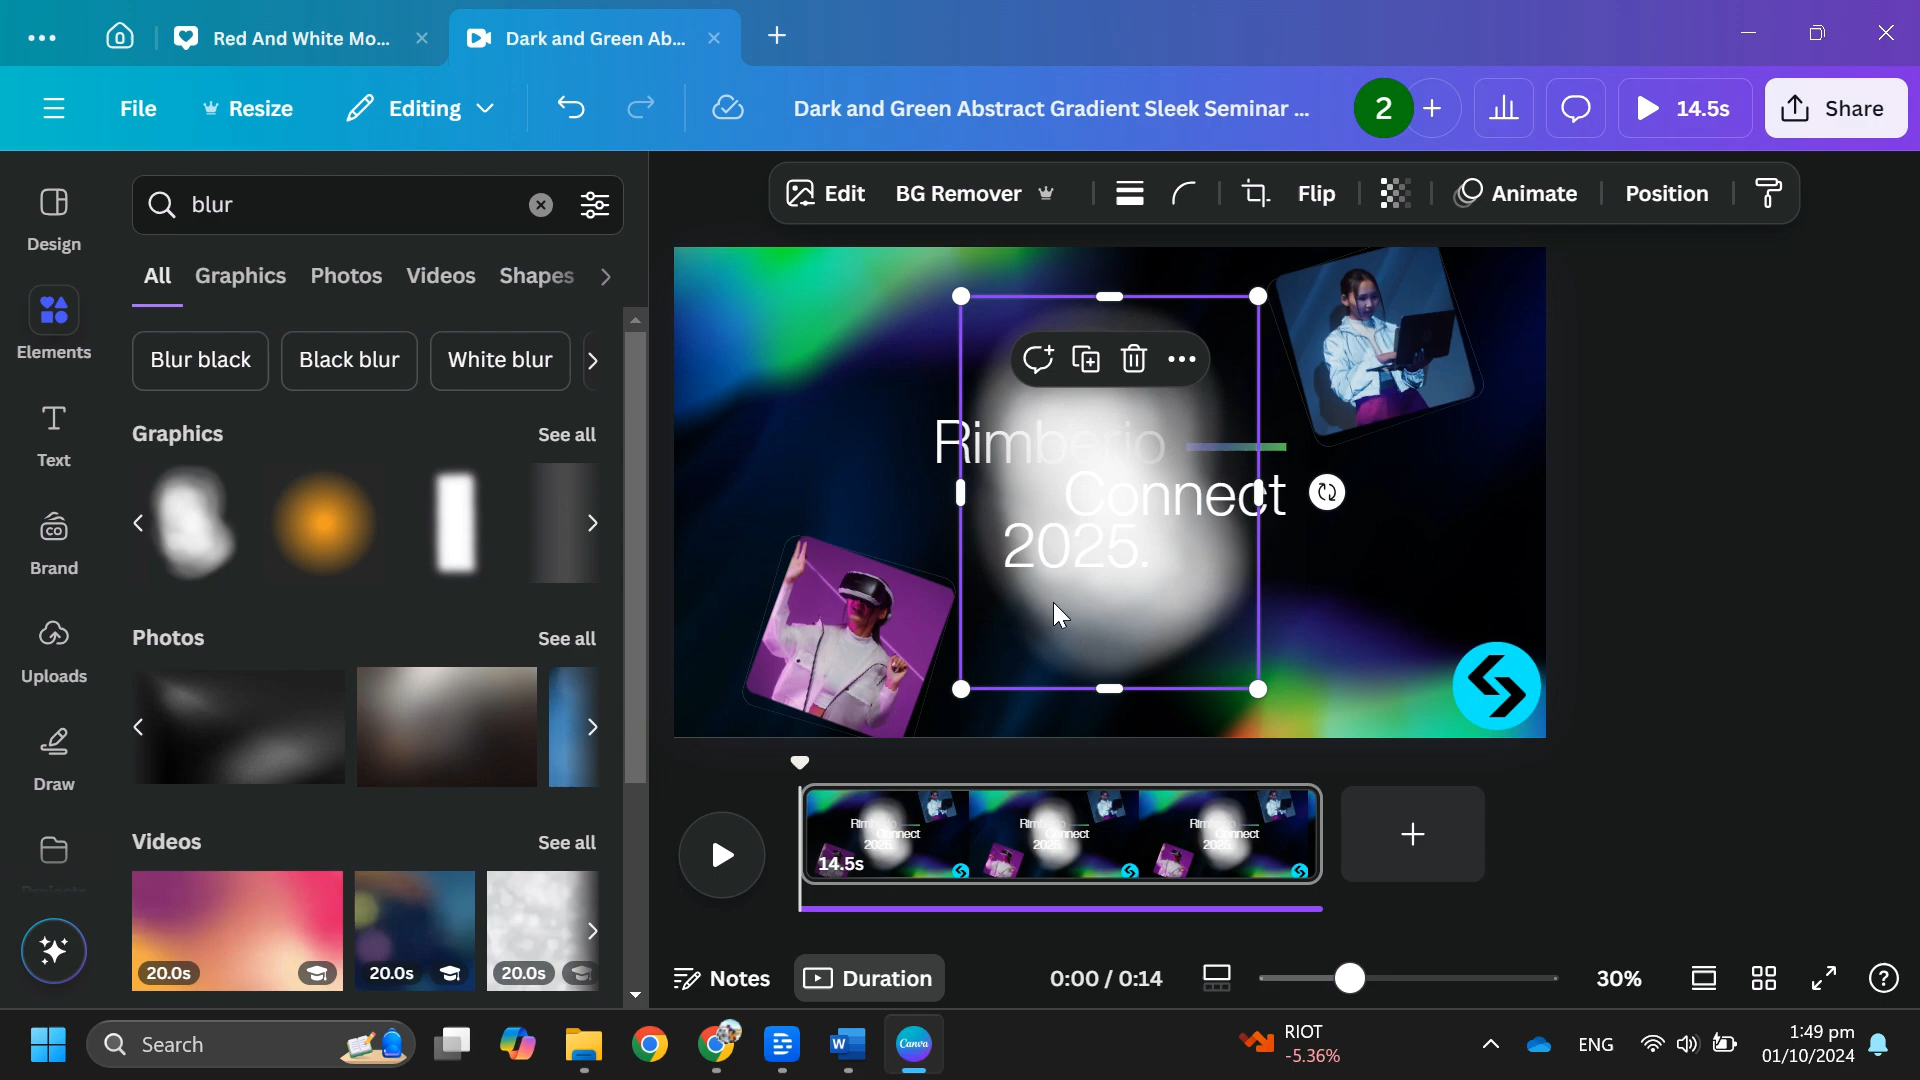 Red And White Mo...
Dark and Green Ab...
File
Resize
Editing
Dark and Green Abstract Gradient Sleek Seminar ...
2
14.5s
Share
Design
Elements
Text
Brand
Uploads
Draw
Projects
blur
All Graphics Photos Videos Shapes
Blur black
Black blur
White blur
Graphics
See all
Photos
See all
Videos
See all
20.0s
20.0s
20.0s
Edit
BG Remover
Flip
Animate
Position
Rimberio
Connect
2025.
14.5s
Notes
Duration
0:00 / 0:14
30%
Search
RIOT
-5.36%
ENG
1:49 pm
01/10/2024